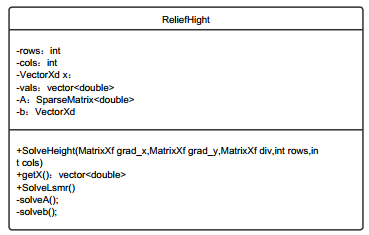 ReliefHight
-rows：int
-cols：int
-VectorXd x：
-vals：vector<double>
-A：SparseMatrix<double>
-b：VectorXd
+SolveHeight(MatrixXf grad_x,MatrixXf grad_y,MatrixXf div,int rows,in
t cols)
+getX()：vector<double>
+SolveLsmr()
-solveA();
-solveb();